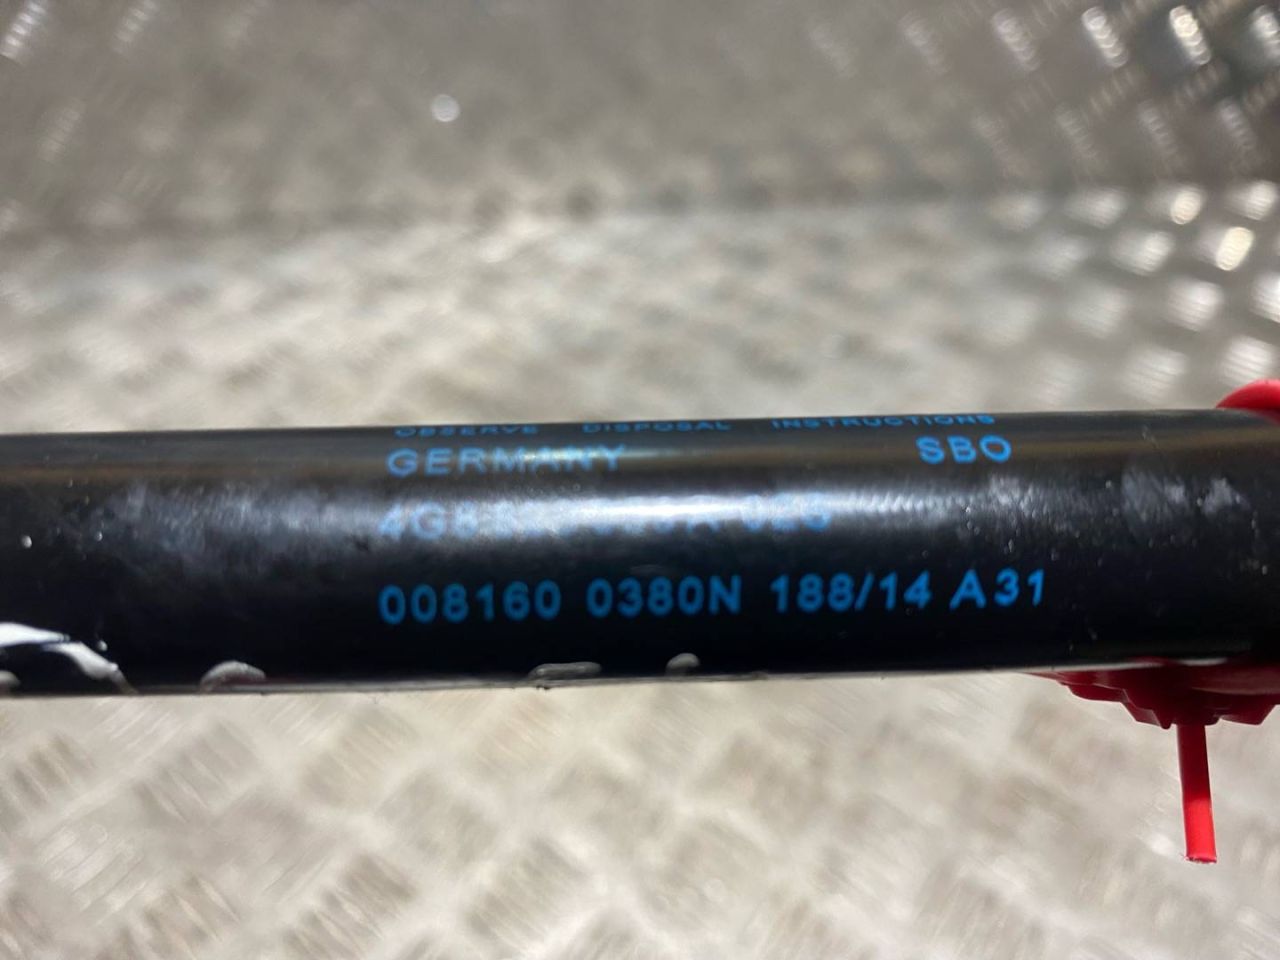 OBSERVE DISPOSAL INSTRUCTIONS
GERMANY SBO
008160 0380N 188/14 A31